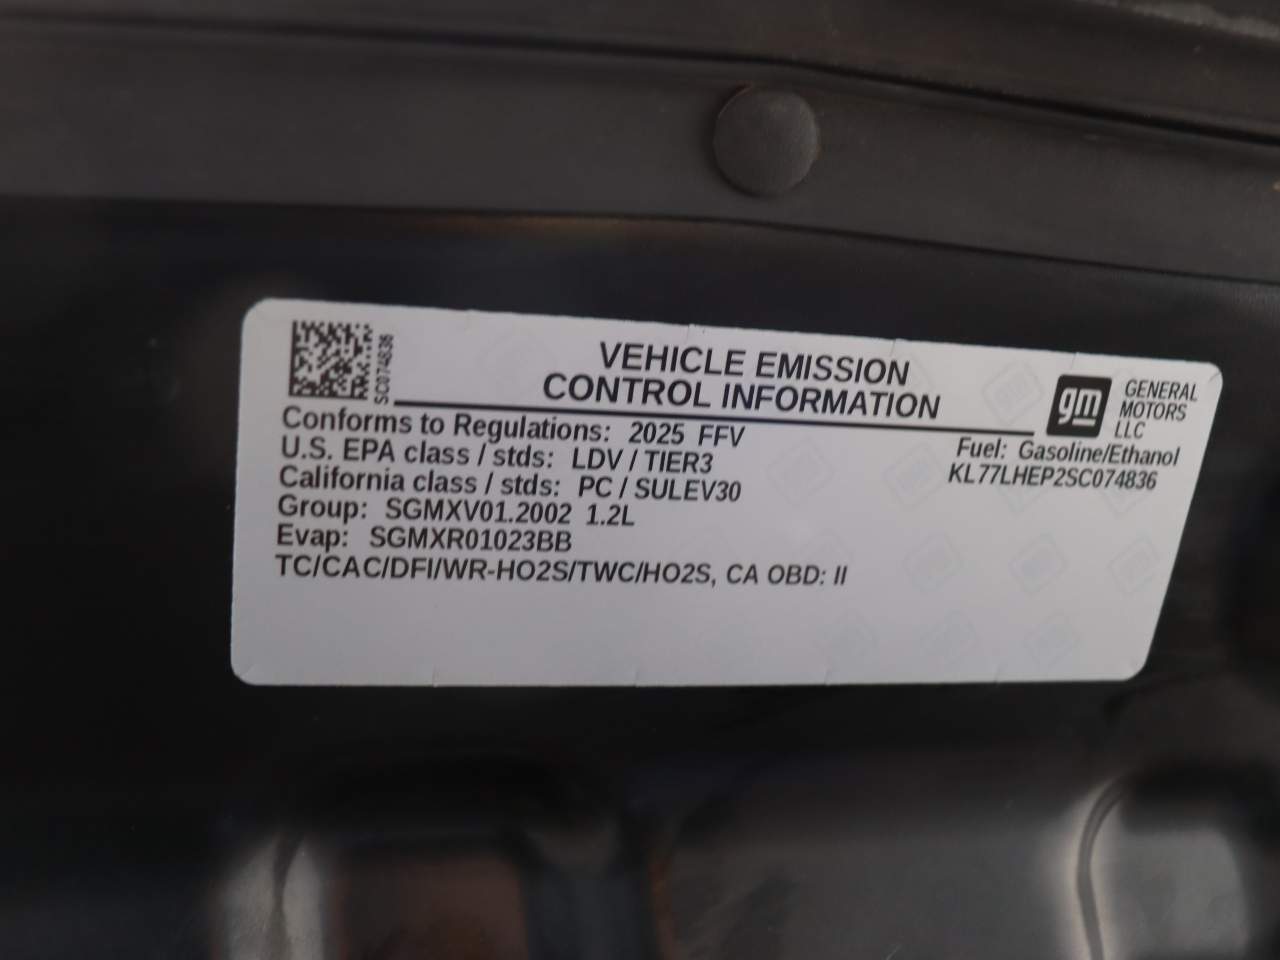 SC074836
VEHICLE EMISSION
CONTROL INFORMATION
gm
GENERAL
MOTORS
LLC
Conforms to Regulations: 2025 FFV
Fuel: Gasoline/Ethanol
U.S. EPA class / stds: LDV / TIER3
KL77LHEP2SC074836
California class / stds: PC / SULEV30
Group: SGMXV01.2002 1.2L
Evap: SGMXR01023BB
TC/CAC/DFI/WR-HO2S/TWC/HO2S, CA OBD: II